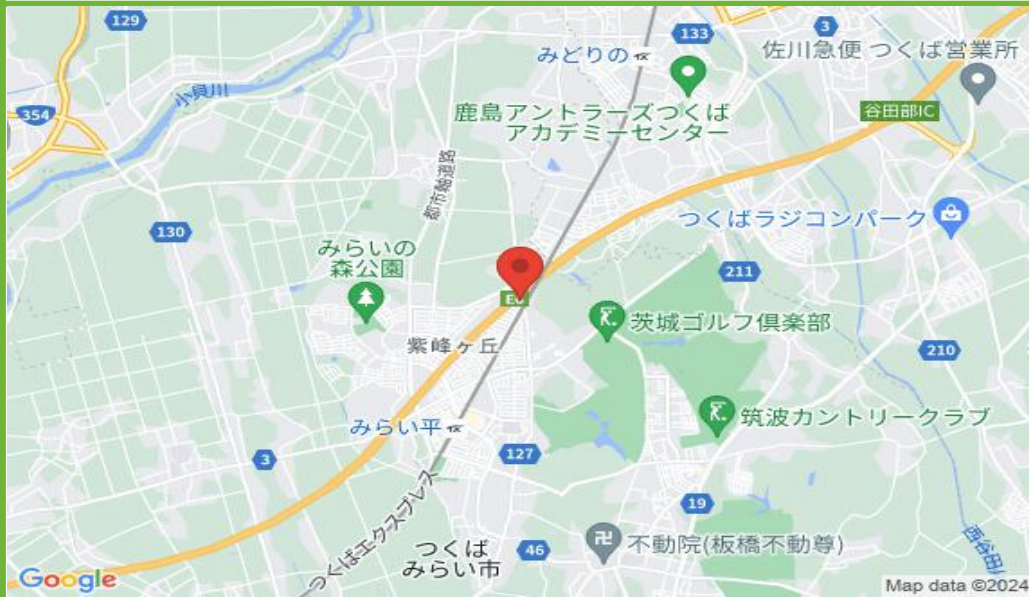 129
133
3
みどりの
佐川急便 つくば営業所
小貝川
354
鹿島アントラーズつくば
アカデミーセンター
谷田部IC
都市軸道路
130
つくばラジコンパーク
みらいの
森公園
211
茨城ゴルフ倶楽部
紫峰ヶ丘
210
みらい平
筑波カントリークラブ
127
3
つくばエクスプレス
19
つくば
みらい市
46
不動院(板橋不動尊)
西谷田川
Google
Map data ©2024